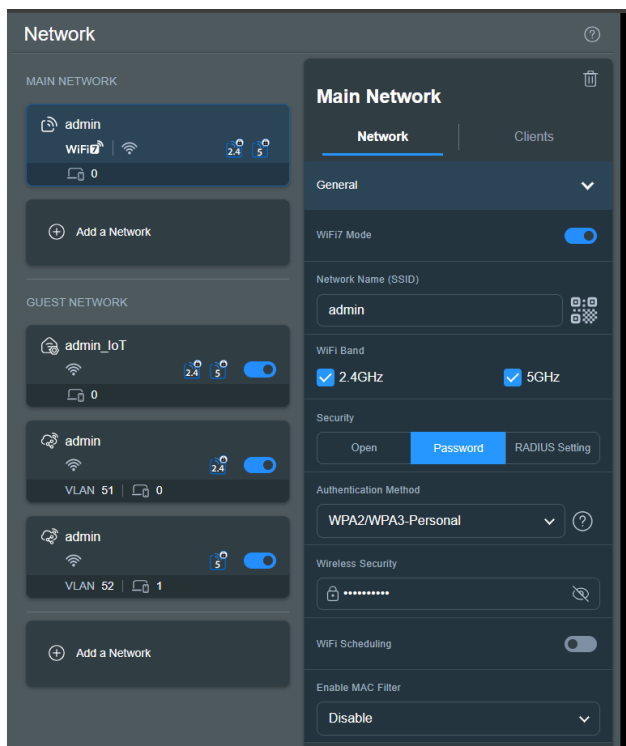 Network
MAIN NETWORK
admin
WiFi 7
2.4 5
0
Add a Network
GUEST NETWORK
admin_IoT
2.4 5
0
admin
2.4
VLAN 51 0
admin
5
VLAN 52 1
Add a Network
Main Network
Network Clients
General
WiFi7 Mode
Network Name (SSID)
admin
WiFi Band
2.4GHz 5GHz
Security
Open Password RADIUS Setting
Authentication Method
WPA2/WPA3-Personal
Wireless Security
••••••••••
WiFi Scheduling
Enable MAC Filter
Disable